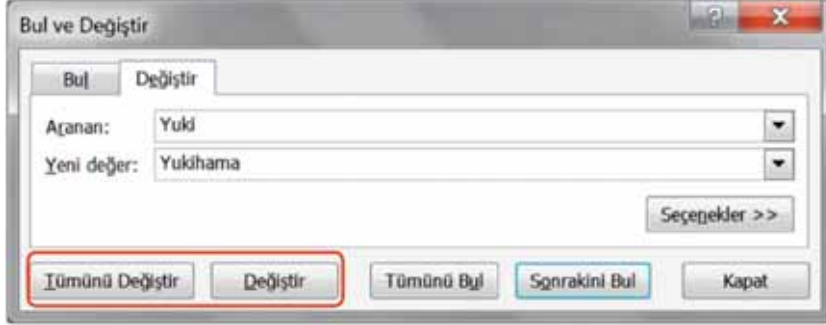 Bul ve Değiştir
Bul Değiştir
Aranan: Yuki
Yeni değer: Yukihama
Seçenekler >>
Tümünü Değiştir Değiştir Tümünü Bul Sonrakini Bul Kapat